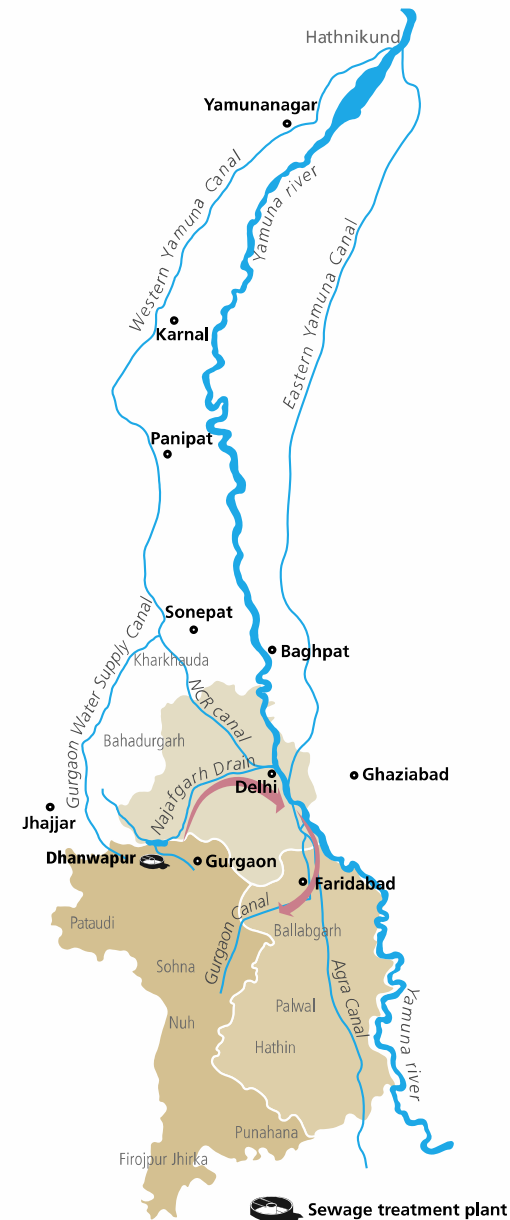 Hathnikund
Yamunanagar
Western Yamuna Canal
Yamuna river
Eastern Yamuna Canal
Karnal
Panipat
Sonepat
Gurgaon Water Supply Canal
Kharkhauda
Baghpat
NCR canal
Bahadurgarh
Najafgarh Drain
Delhi
Ghaziabad
Jhajjar
Dhanwapur
Gurgaon
Faridabad
Pataudi
Gurgaon Canal
Ballabgarh
Sohna
Agra Canal
Yamuna river
Palwal
Nuh
Hathin
Punahana
Firojpur Jhirka
Sewage treatment plant